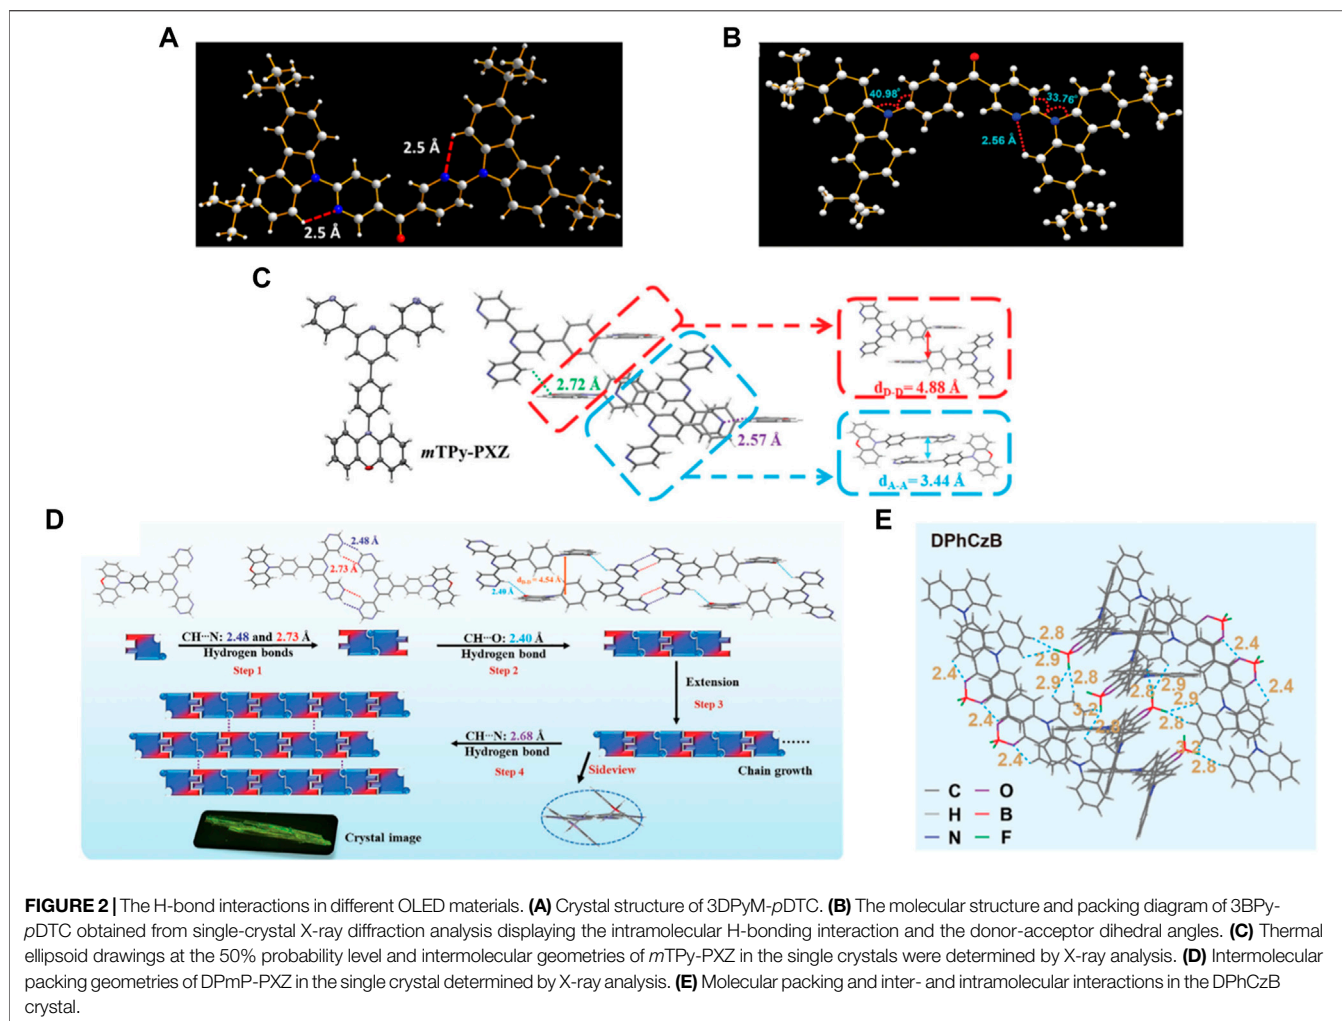 A
2.5 Å
2.5 Å
B
40.98°
33.76°
2.56 Å
C
mTPy-PXZ
2.72 Å
2.57 Å
dD-D= 4.88 Å
dA-A= 3.44 Å
D
2.48 Å
2.73 Å
dD-D = 4.54 Å
2.40 Å
CH···N: 2.48 and 2.73 Å
Hydrogen bonds
Step 1
CH···O: 2.40 Å
Hydrogen bond
Step 2
Extension
Step 3
CH···N: 2.68 Å
Hydrogen bond
Step 4
Sideview
Chain growth
Crystal image
E
DPhCzB
2.8
2.4
2.9
2.4
2.8
2.9
2.9
2.4
2.9
3.2
2.8
2.4
2.4
2.8
C O
H B
N F
FIGURE 2 | The H-bond interactions in different OLED materials. (A) Crystal structure of 3DPyM-pDTC. (B) The molecular structure and packing diagram of 3BPy-
pDTC obtained from single-crystal X-ray diffraction analysis displaying the intramolecular H-bonding interaction and the donor-acceptor dihedral angles. (C) Thermal
ellipsoid drawings at the 50% probability level and intermolecular geometries of mTPy-PXZ in the single crystals were determined by X-ray analysis. (D) Intermolecular
packing geometries of DPmP-PXZ in the single crystal determined by X-ray analysis. (E) Molecular packing and inter- and intramolecular interactions in the DPhCzB
crystal.